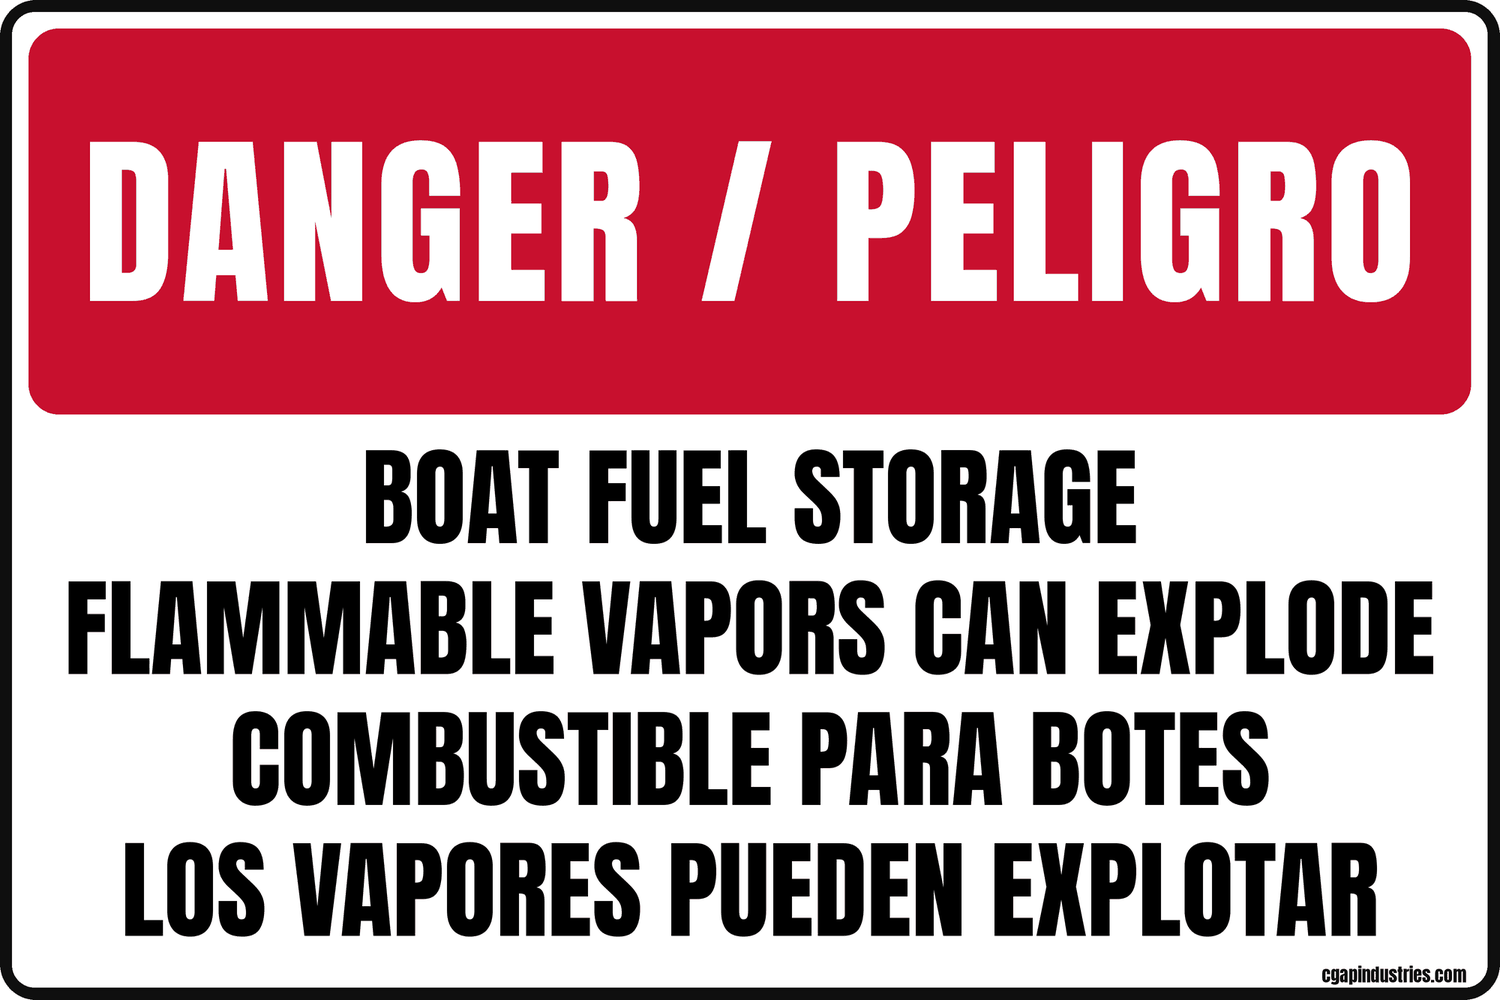 DANGER / PELIGRO
BOAT FUEL STORAGE
FLAMMABLE VAPORS CAN EXPLODE
COMBUSTIBLE PARA BOTES
LOS VAPORES PUEDEN EXPLOTAR
cgapindustries.com